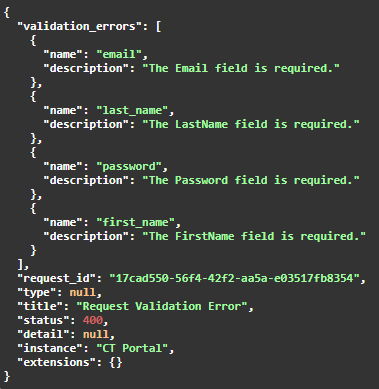 {
  "validation_errors": [
    {
      "name": "email",
      "description": "The Email field is required."
    },
    {
      "name": "last_name",
      "description": "The LastName field is required."
    },
    {
      "name": "password",
      "description": "The Password field is required."
    },
    {
      "name": "first_name",
      "description": "The FirstName field is required."
    }
  ],
  "request_id": "17cad550-56f4-42f2-aa5a-e03517fb8354",
  "type": null,
  "title": "Request Validation Error",
  "status": 400,
  "detail": null,
  "instance": "CT Portal",
  "extensions": {}
}